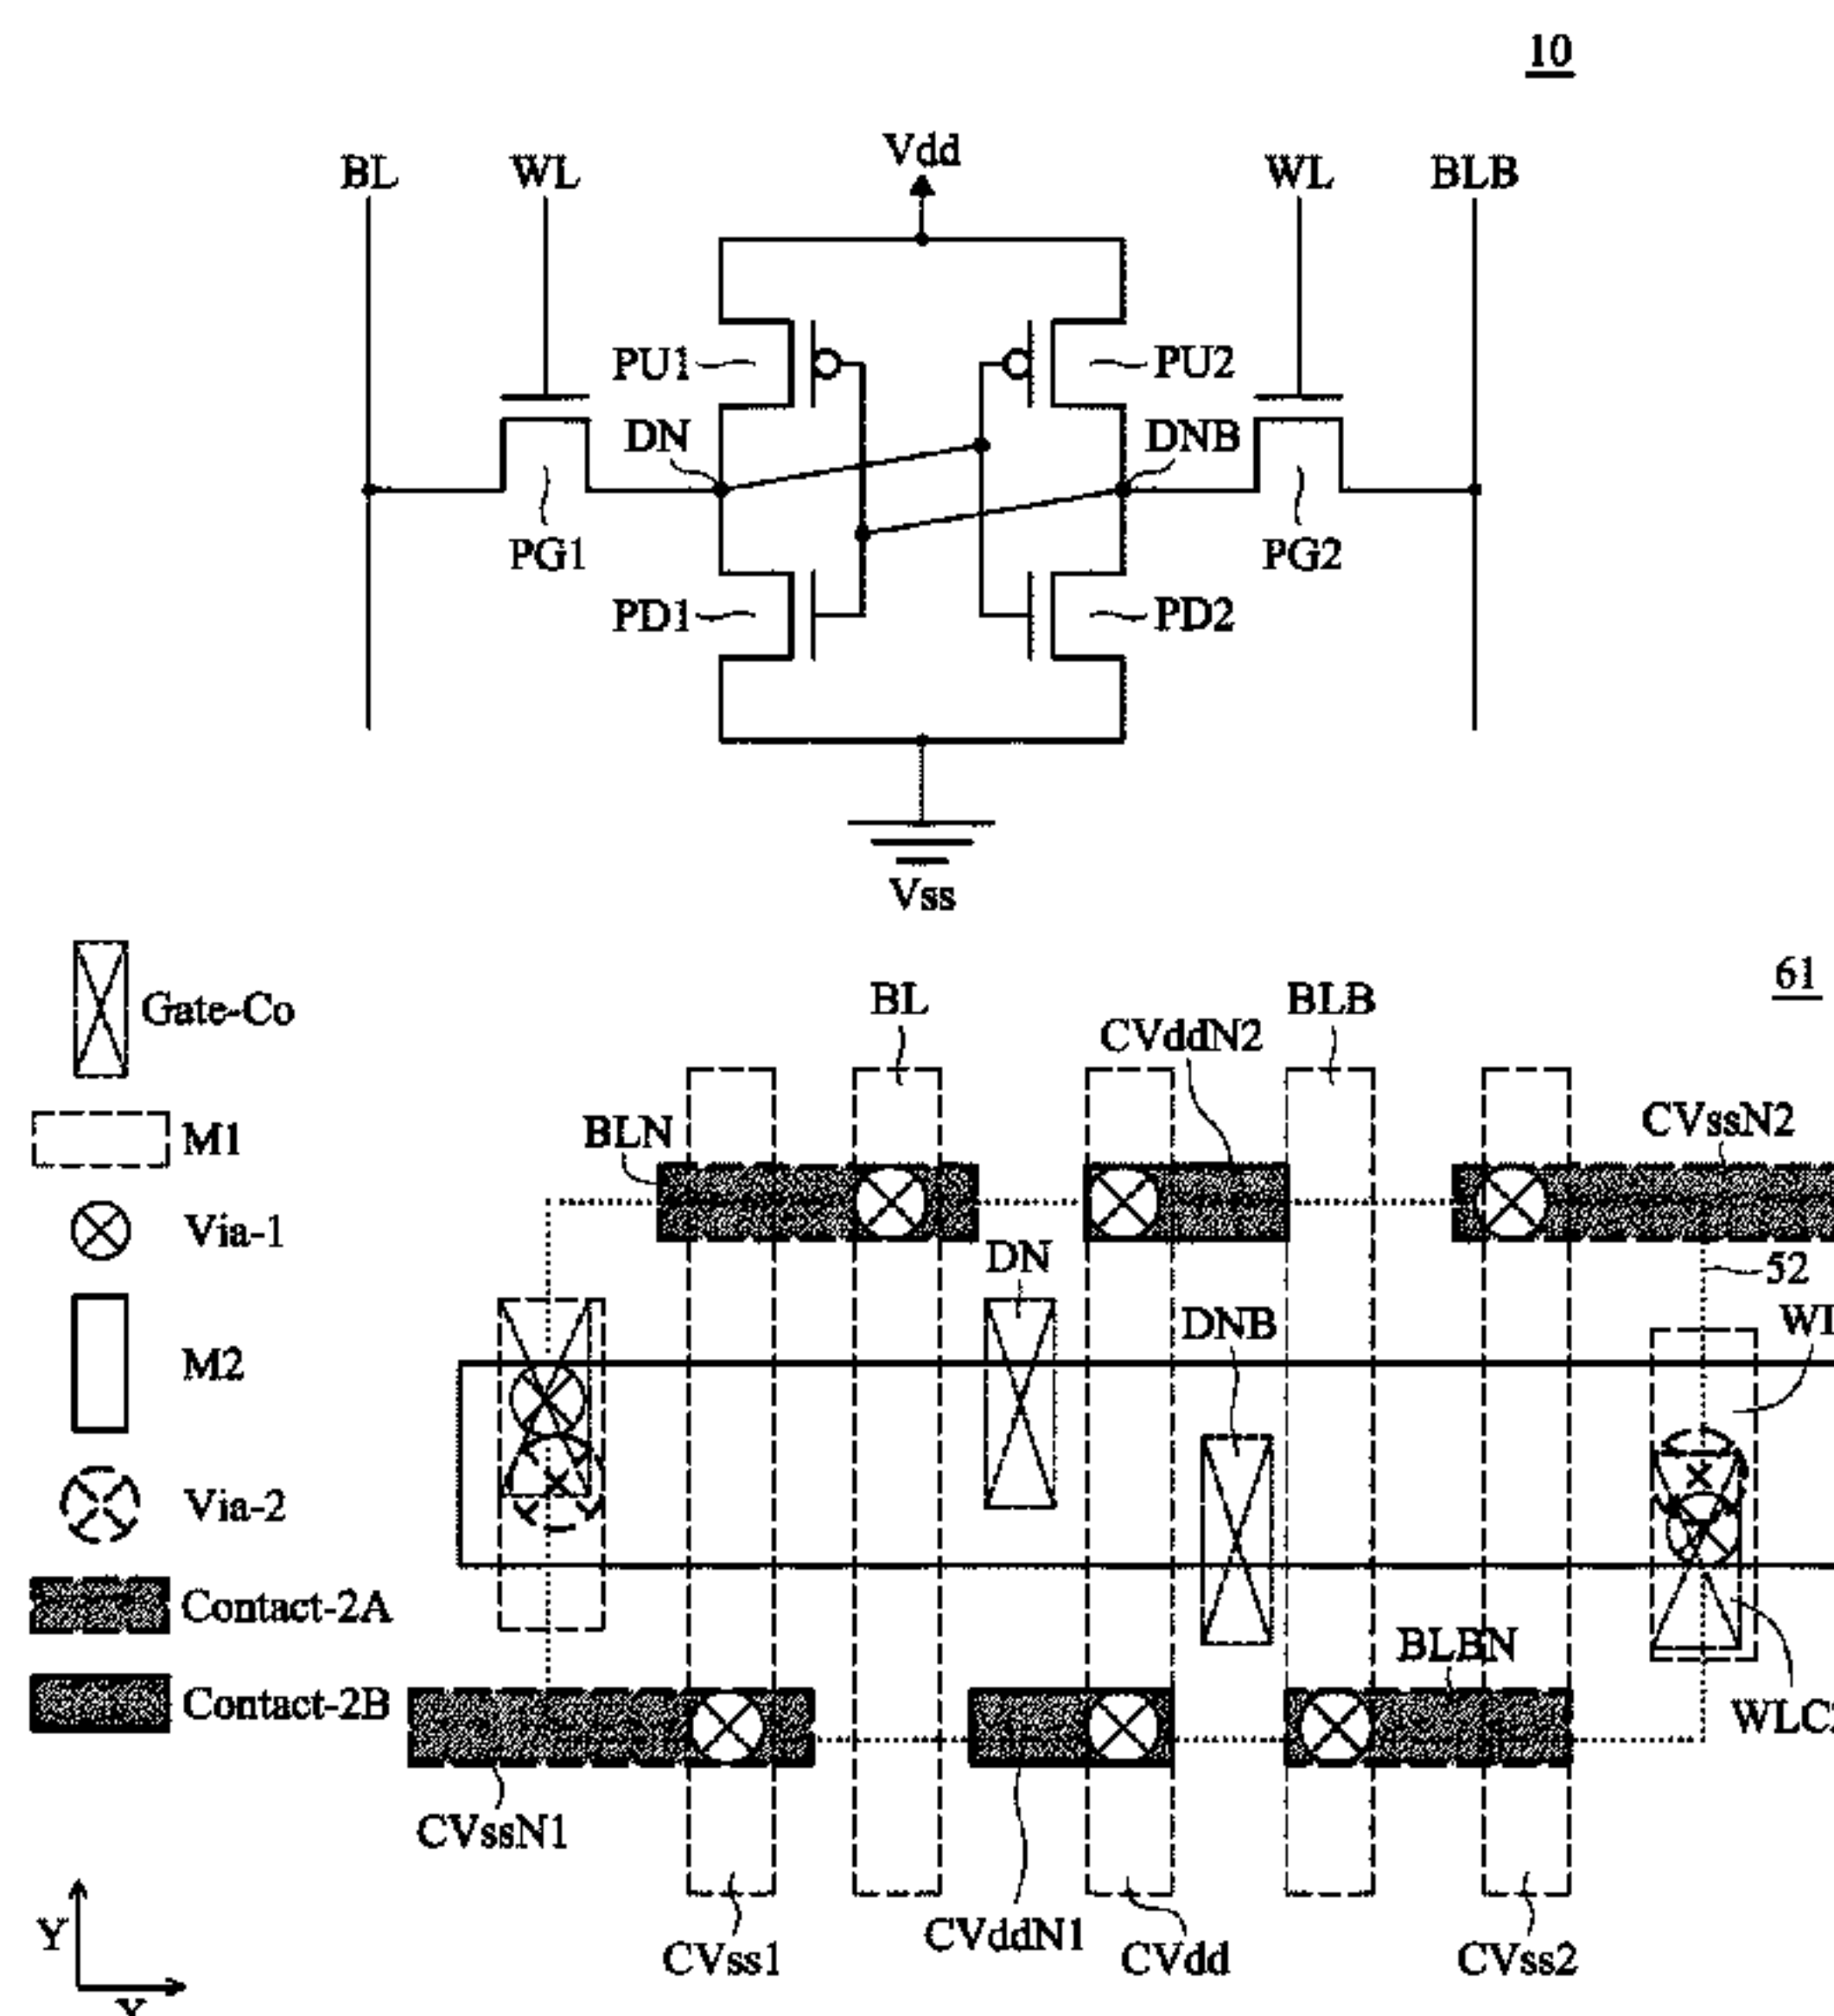 10
BL WL Vdd WL BLB
PU1 PU2
DN DNB
PG1 PG2
PD1 PD2
Vss
Gate-Co
M1
Via-1
M2
Via-2
Contact-2A
Contact-2B
61
BL BLB
CVddN2
BLN CVssN2
DN 52
DNB
BLBN
CVssN1
CVddN1
CVss1 CVdd CVss2
Y
X